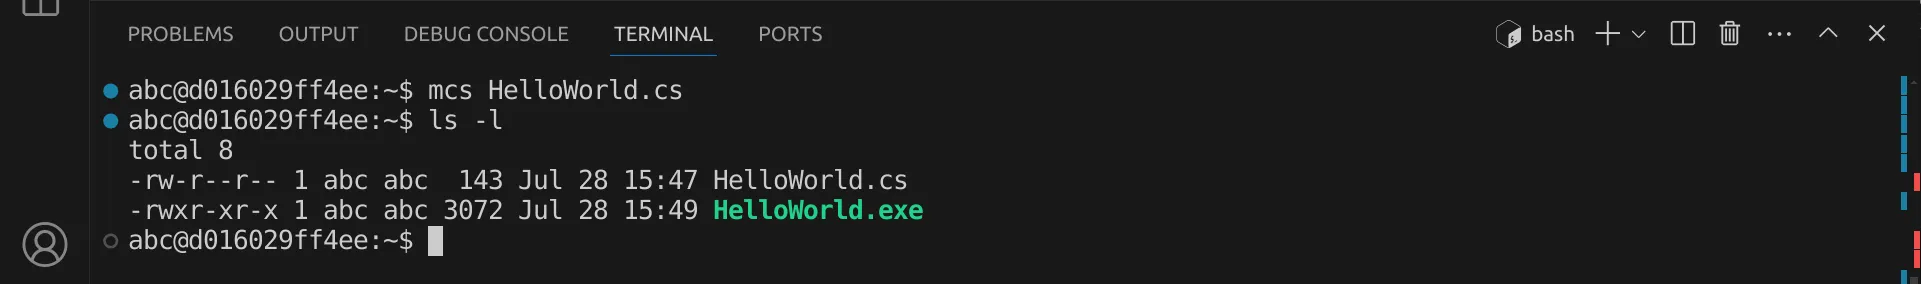 PROBLEMS OUTPUT DEBUG CONSOLE TERMINAL PORTS bash
abc@d016029ff4ee:~$ mcs HelloWorld.cs
abc@d016029ff4ee:~$ ls -l
total 8
-rw-r--r-- 1 abc abc  143 Jul 28 15:47 HelloWorld.cs
-rwxr-xr-x 1 abc abc 3072 Jul 28 15:49 HelloWorld.exe
abc@d016029ff4ee:~$